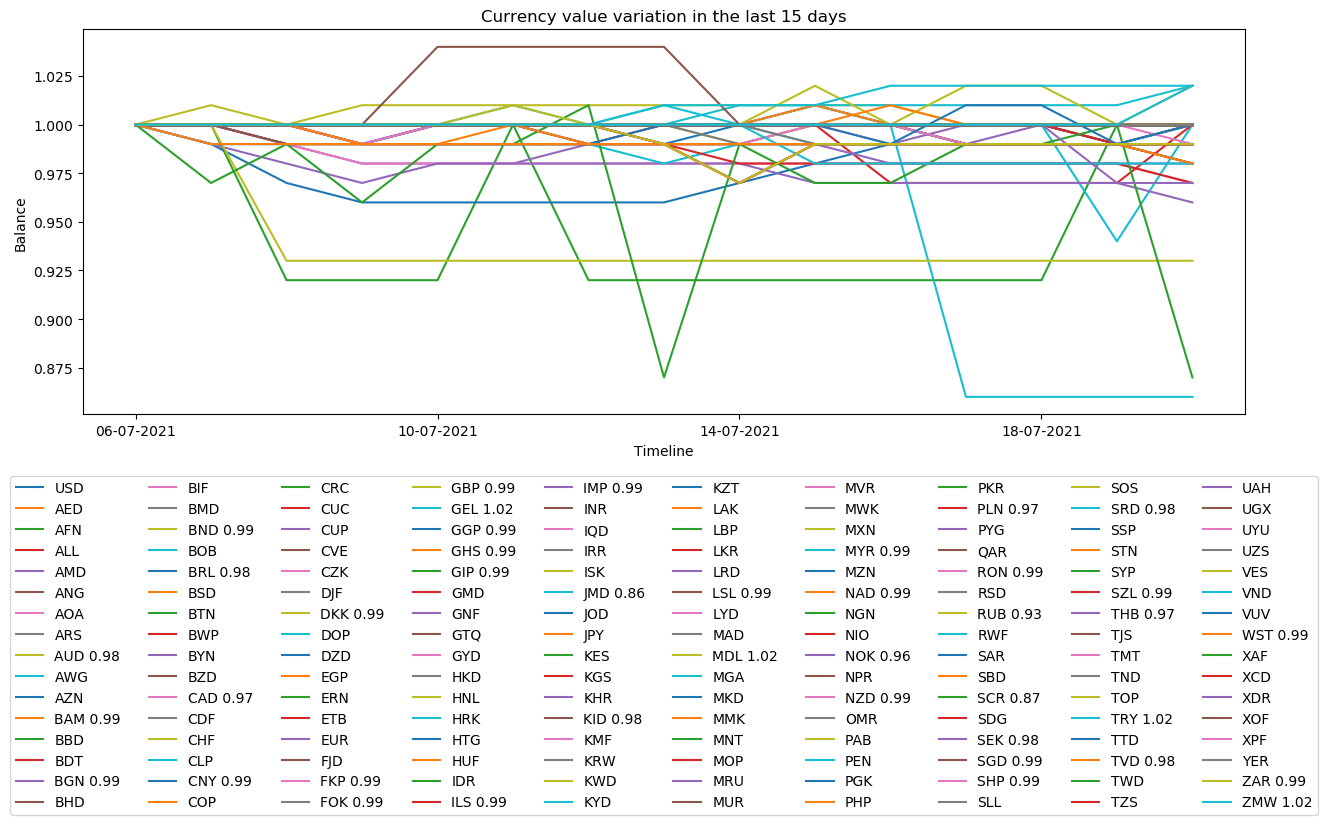 Currency value variation in the last 15 days
1.025
1.000
0.975
0.950
0.925
0.900
0.875
Balance
06-07-2021
10-07-2021
14-07-2021
18-07-2021
Timeline
USD
AED
AFN
ALL
AMD
ANG
AOA
ARS
AUD 0.98
AWG
AZN
BAM 0.99
BBD
BDT
BGN 0.99
BHD
BIF
BMD
BND 0.99
BOB
BRL 0.98
BSD
BTN
BWP
BYN
BZD
CAD 0.97
CDF
CHF
CLP
CNY 0.99
COP
CRC
CUC
CUP
CVE
CZK
DJF
DKK 0.99
DOP
DZD
EGP
ERN
ETB
EUR
FJD
FKP 0.99
FOK 0.99
GBP 0.99
GEL 1.02
GGP 0.99
GHS 0.99
GIP 0.99
GMD
GNF
GTQ
GYD
HKD
HNL
HRK
HTG
HUF
IDR
ILS 0.99
IMP 0.99
INR
IQD
IRR
ISK
JMD 0.86
JOD
JPY
KES
KGS
KHR
KID 0.98
KMF
KRW
KWD
KYD
KZT
LAK
LBP
LKR
LRD
LSL 0.99
LYD
MAD
MDL 1.02
MGA
MKD
MMK
MNT
MOP
MRU
MUR
MVR
MWK
MXN
MYR 0.99
MZN
NAD 0.99
NGN
NIO
NOK 0.96
NPR
NZD 0.99
OMR
PAB
PEN
PGK
PHP
PKR
PLN 0.97
PYG
QAR
RON 0.99
RSD
RUB 0.93
RWF
SAR
SBD
SCR 0.87
SDG
SEK 0.98
SGD 0.99
SHP 0.99
SLL
SOS
SRD 0.98
SSP
STN
SYP
SZL 0.99
THB 0.97
TJS
TMT
TND
TOP
TRY 1.02
TTD
TVD 0.98
TWD
TZS
UAH
UGX
UYU
UZS
VES
VND
VUV
WST 0.99
XAF
XCD
XDR
XOF
XPF
YER
ZAR 0.99
ZMW 1.02